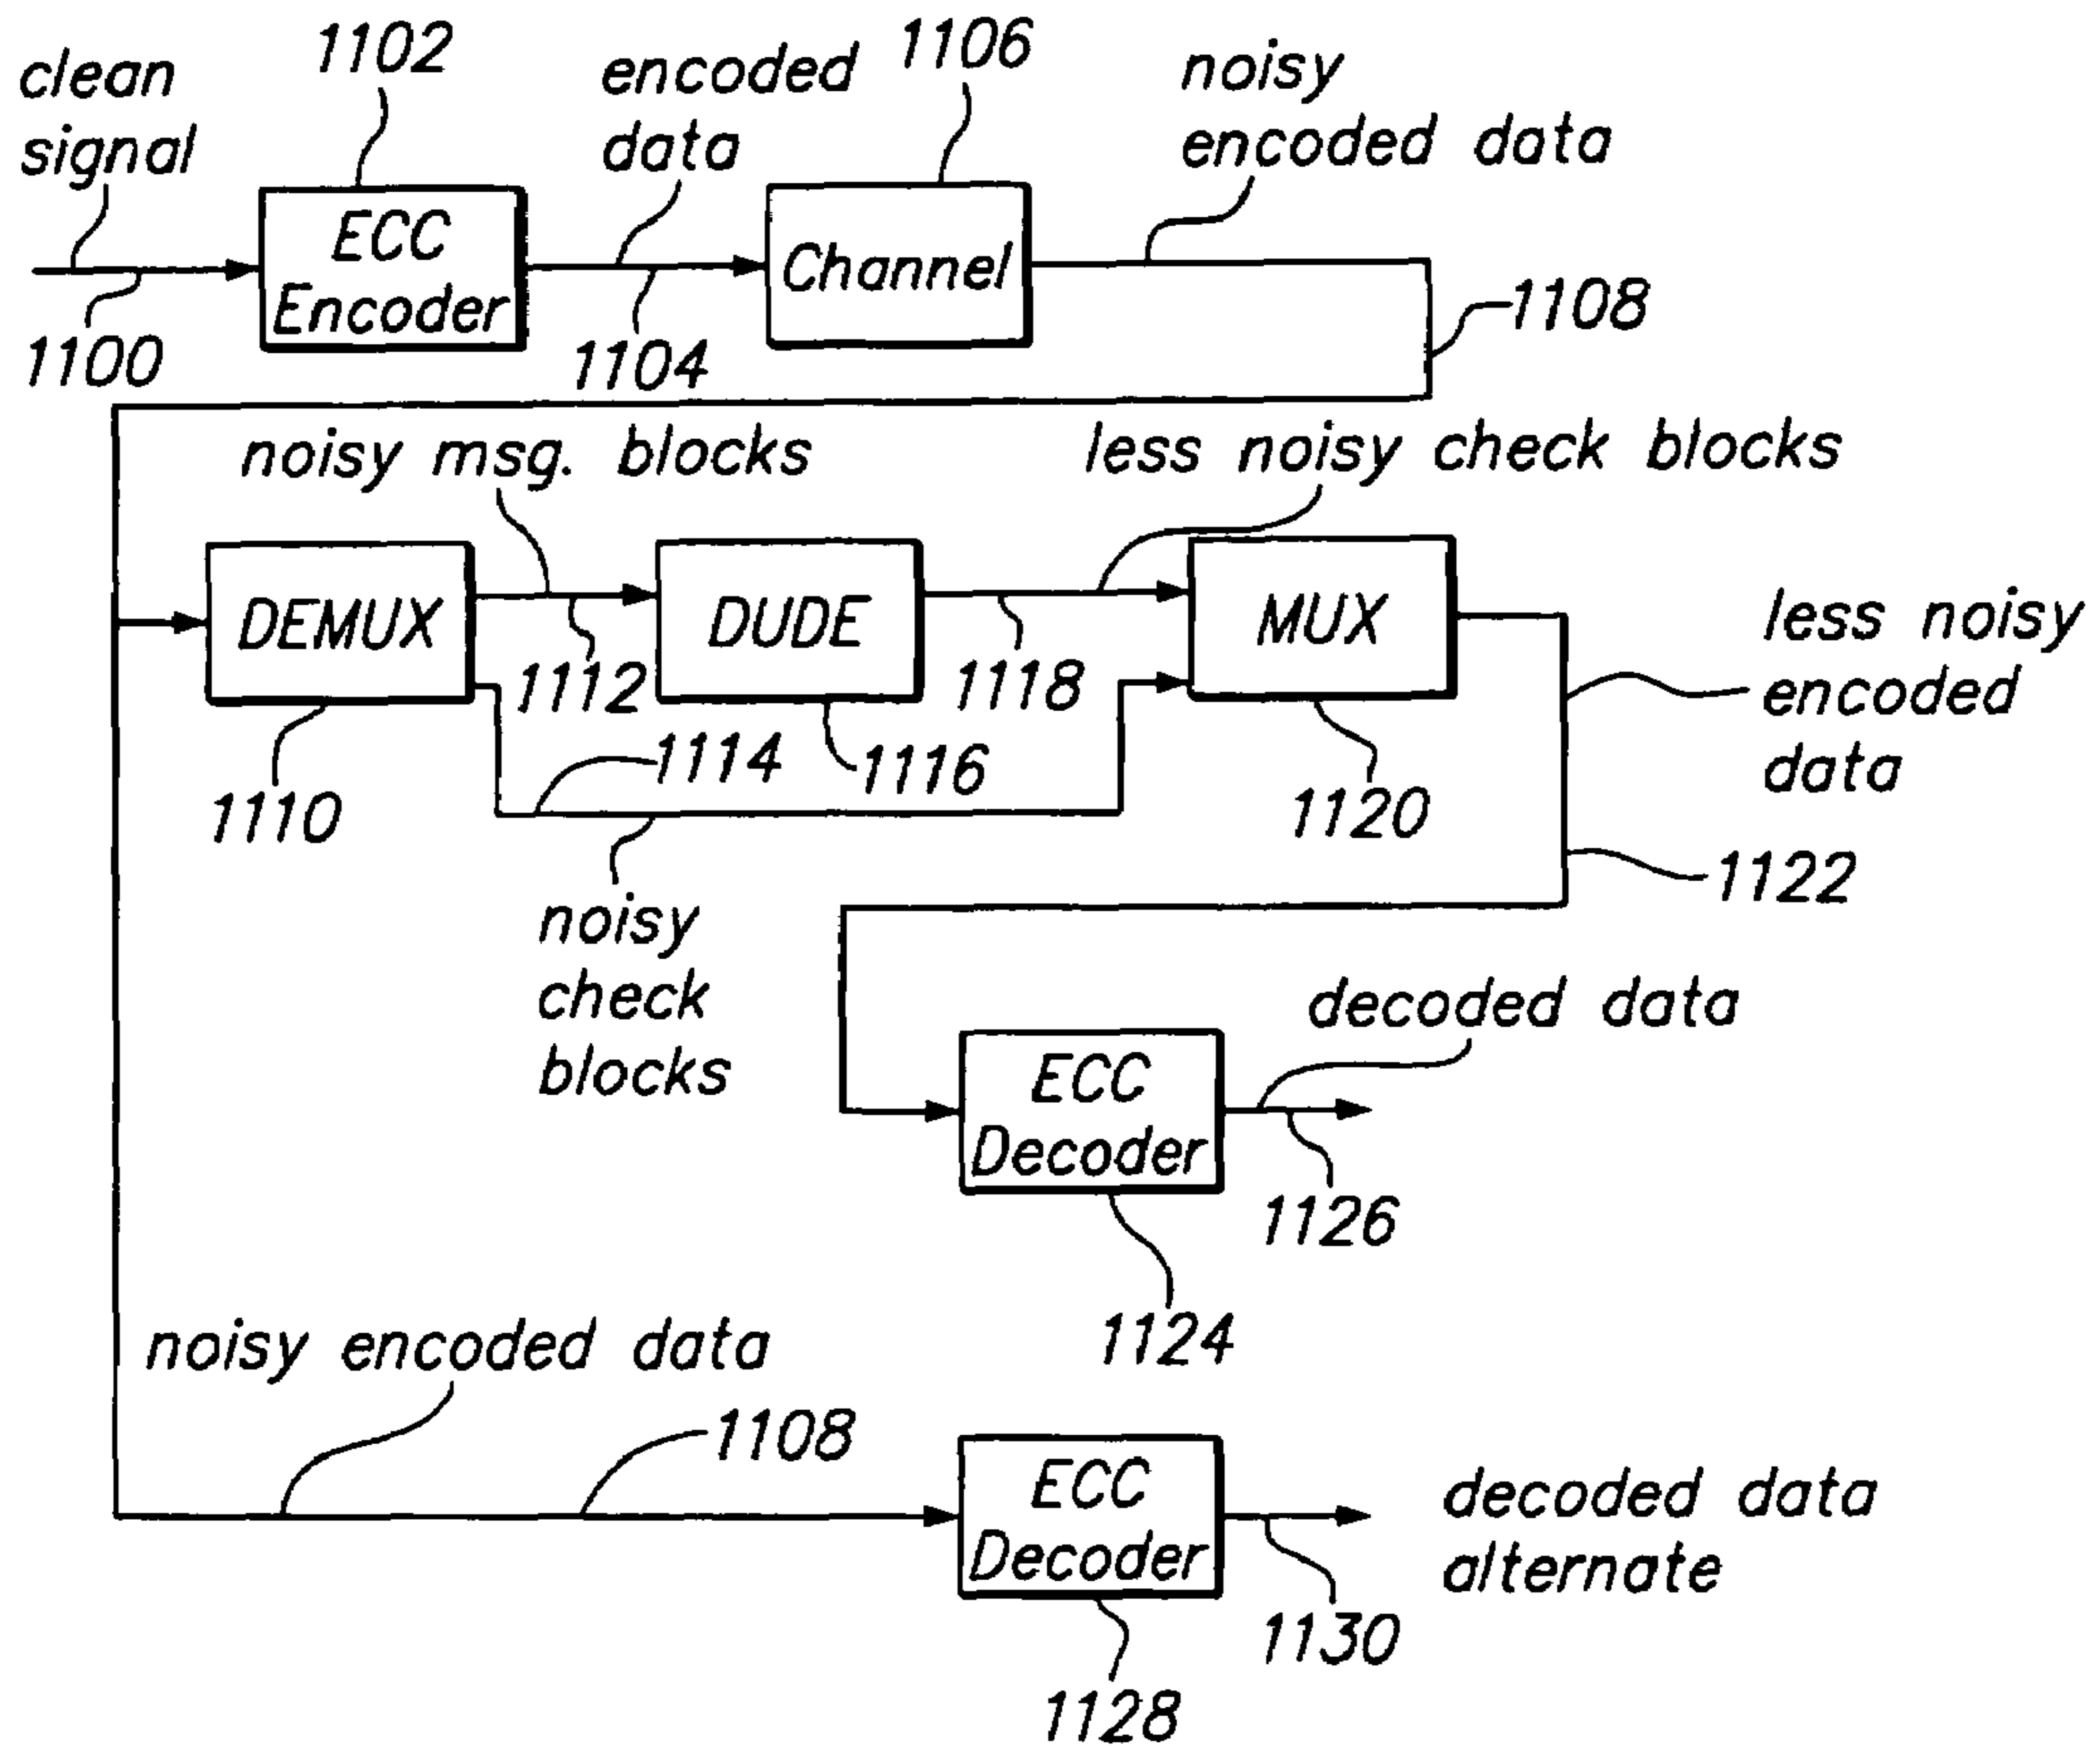 clean
signal
1102
encoded
data
1106
noisy
encoded data
ECC
Encoder
Channel
1100
1104
1108
noisy msg. blocks
less noisy check blocks
DEMUX
DUDE
MUX
1112
1118
less noisy
encoded
data
1110
1114
1116
1120
1122
noisy
check
blocks
decoded data
ECC
Decoder
1126
1124
noisy encoded data
1108
ECC
Decoder
decoded data
alternate
1130
1128